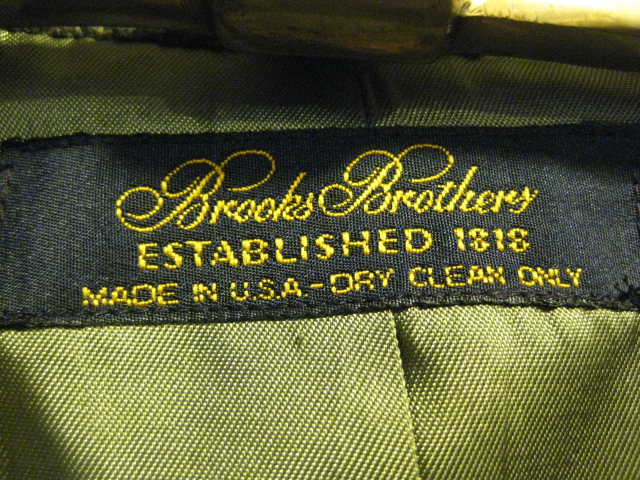 Brooks Brothers
ESTABLISHED 1818
MADE IN U.S.A.-DRY CLEAN ONLY